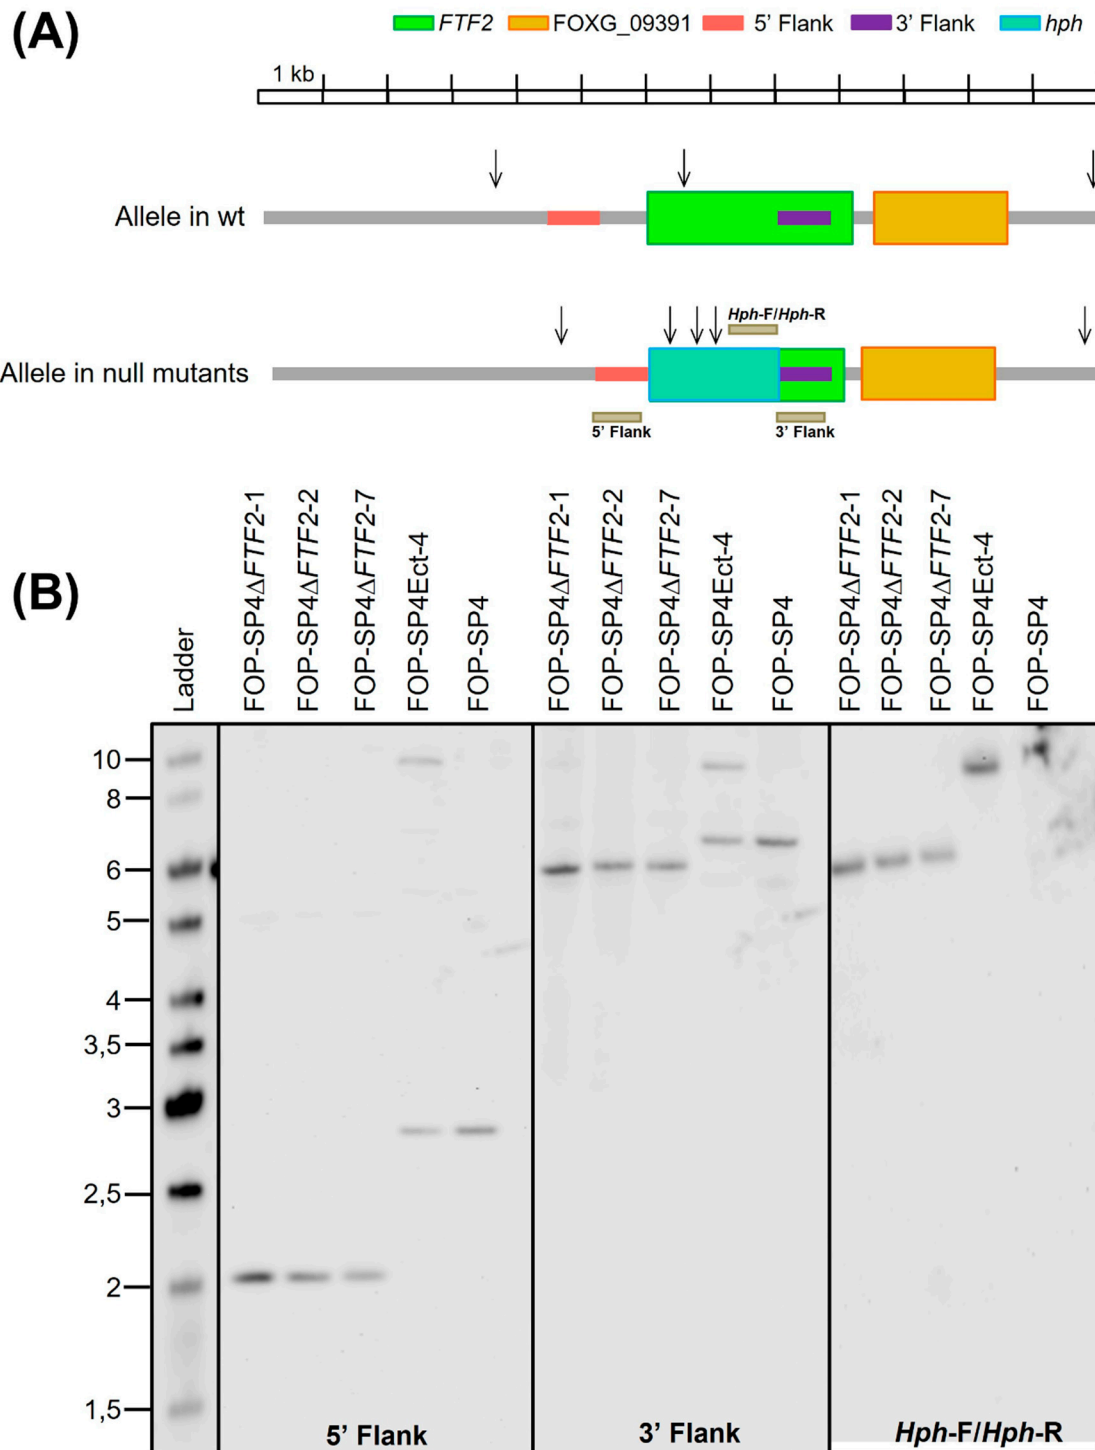 (A)
FTF2 FOXG_09391 5' Flank 3' Flank hph
1 kb
Allele in wt
Hph-F/Hph-R
Allele in null mutants
5' Flank 3' Flank
(B)
Ladder
FOP-SP4ΔFTF2-1
FOP-SP4ΔFTF2-2
FOP-SP4ΔFTF2-7
FOP-SP4Ect-4
FOP-SP4
FOP-SP4ΔFTF2-1
FOP-SP4ΔFTF2-2
FOP-SP4ΔFTF2-7
FOP-SP4Ect-4
FOP-SP4
FOP-SP4ΔFTF2-1
FOP-SP4ΔFTF2-2
FOP-SP4ΔFTF2-7
FOP-SP4Ect-4
FOP-SP4
10
8
6
5
4
3,5
3
2,5
2
1,5
5' Flank 3' Flank Hph-F/Hph-R